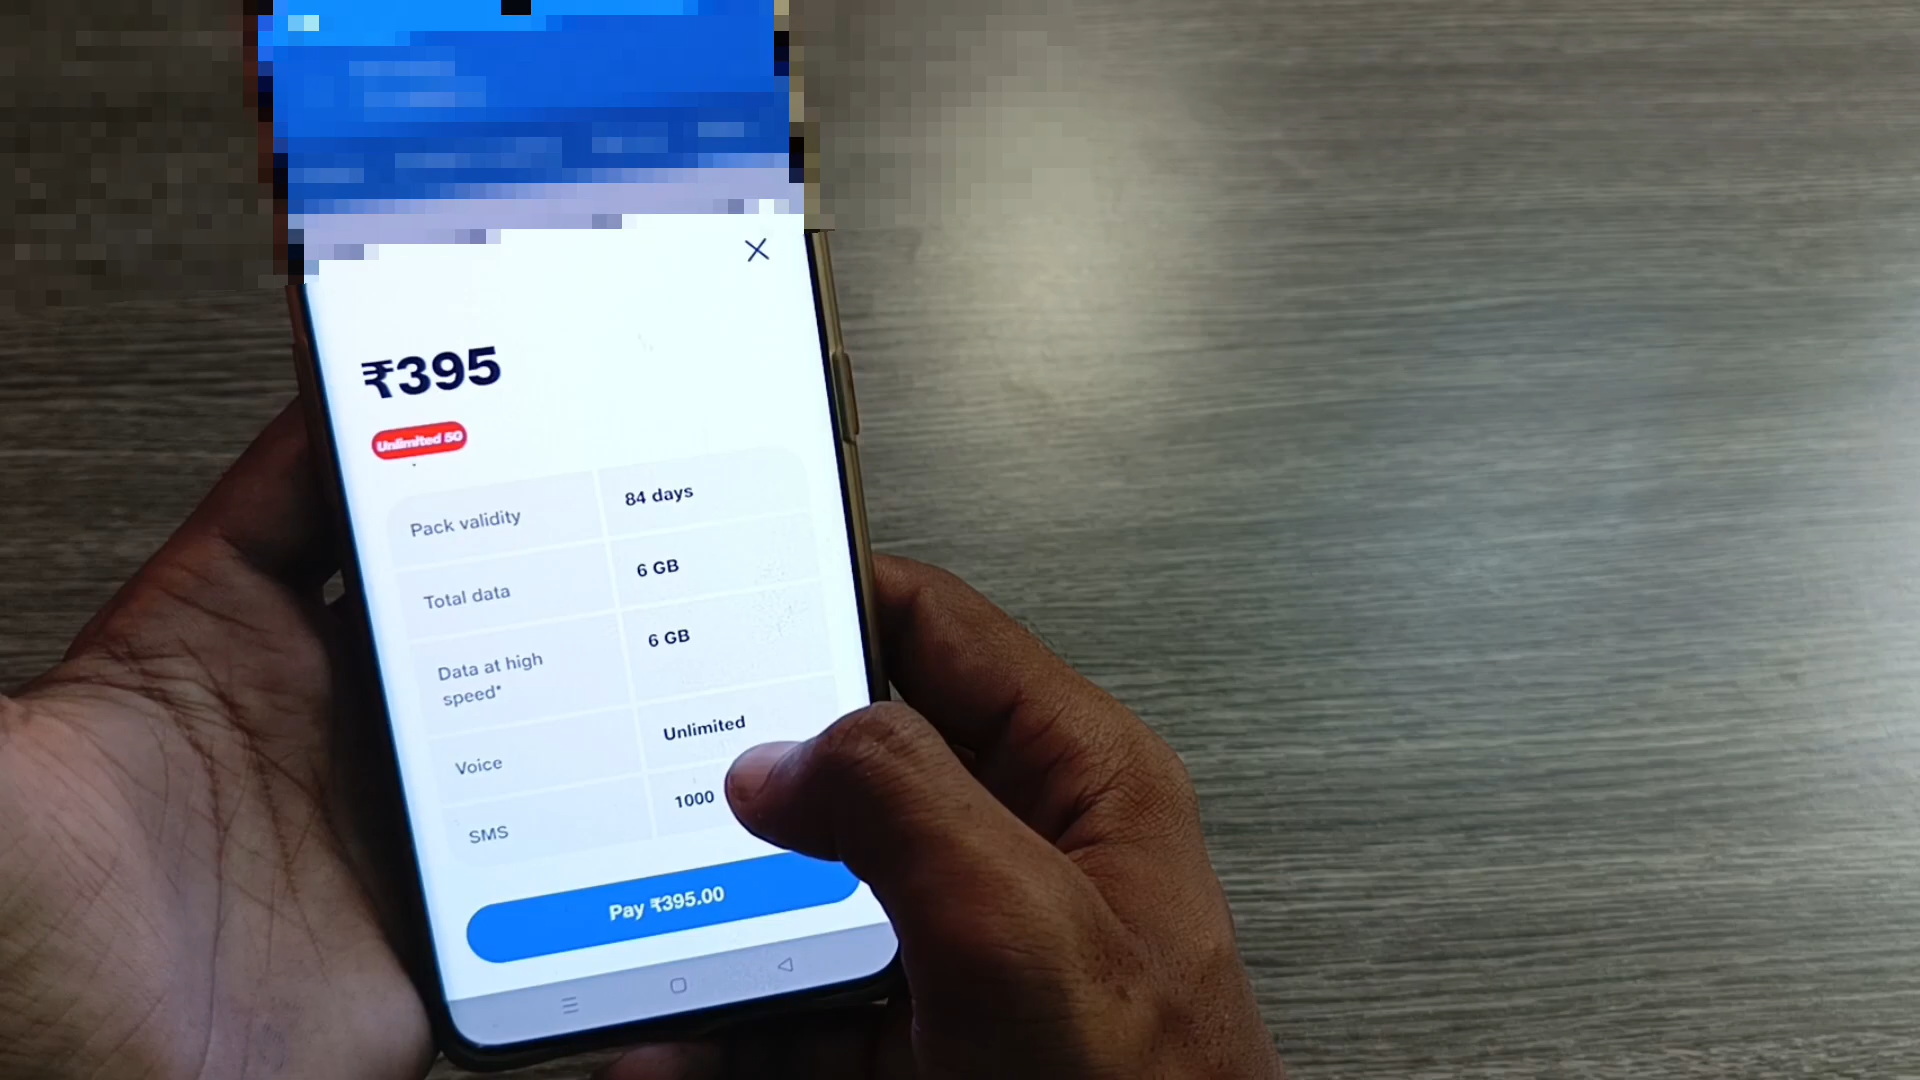 ₹395
Unlimited 5G
Pack validity
84 days
Total data
6 GB
Data at high
speed*
6 GB
Voice
Unlimited
SMS
1000
Pay ₹395.00